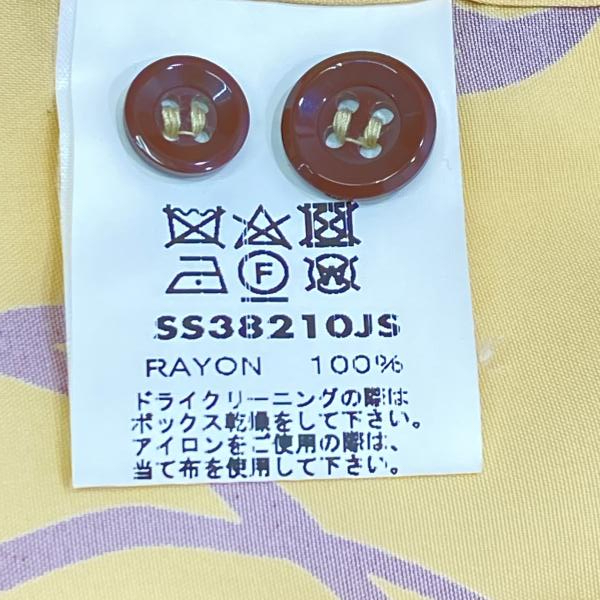 F W
SS38210JS
RAYON 100%
ドライクリーニングの際は
ボックス乾燥をして下さい。
アイロンをご使用の際は、
当て布を使用して下さい。